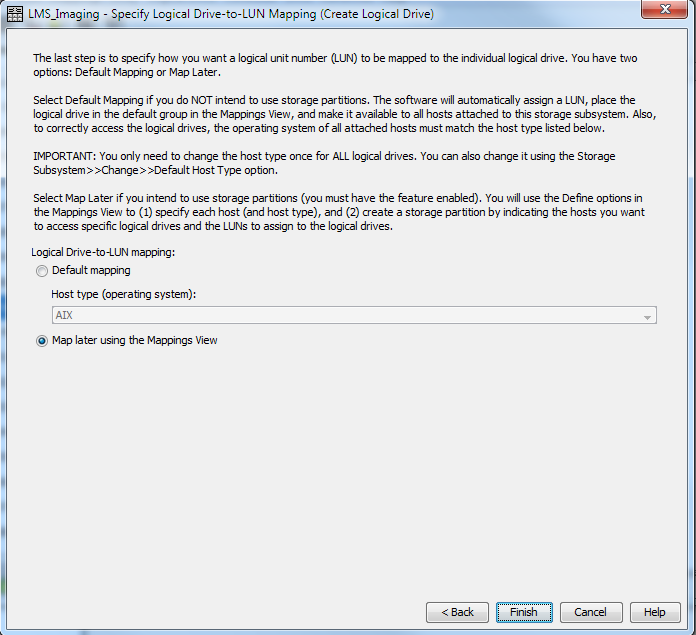 LMS_Imaging - Specify Logical Drive-to-LUN Mapping (Create Logical Drive)
The last step is to specify how you want a logical unit number (LUN) to be mapped to the individual logical drive. You have two
options: Default Mapping or Map Later.
Select Default Mapping if you do NOT intend to use storage partitions. The software will automatically assign a LUN, place the
logical drive in the default group in the Mappings View, and make it available to all hosts attached to this storage subsystem. Also,
to correctly access the logical drives, the operating system of all attached hosts must match the host type listed below.
IMPORTANT: You only need to change the host type once for ALL logical drives. You can also change it using the Storage
Subsystem>>Change>>Default Host Type option.
Select Map Later if you intend to use storage partitions (you must have the feature enabled). You will use the Define options in
the Mappings View to (1) specify each host (and host type), and (2) create a storage partition by indicating the hosts you want
to access specific logical drives and the LUNs to assign to the logical drives.
Logical Drive-to-LUN mapping:
Default mapping
Host type (operating system):
AIX
Map later using the Mappings View
< Back Finish Cancel Help